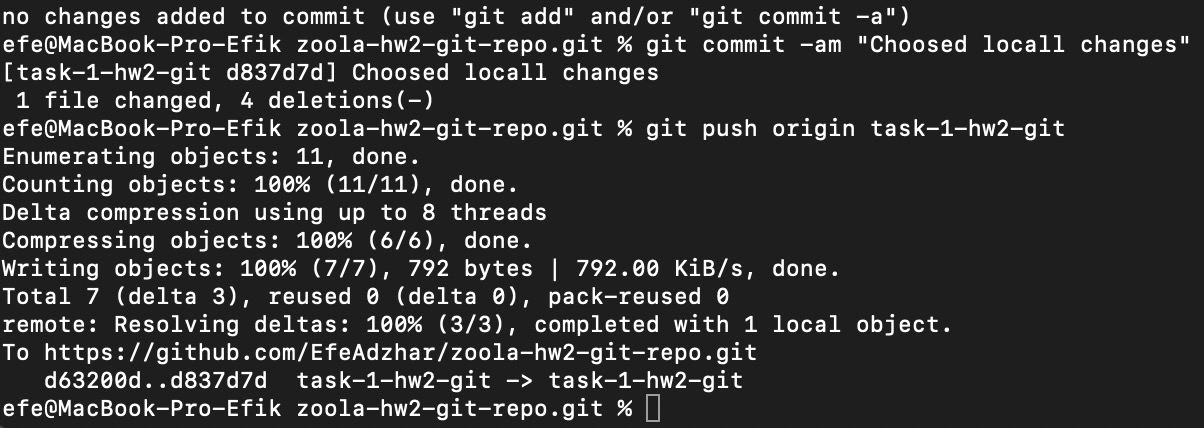 no changes added to commit (use "git add" and/or "git commit -a")
efe@MacBook-Pro-Efik zoola-hw2-git-repo.git % git commit -am "Choosed locall changes"
[task-1-hw2-git d837d7d] Choosed locall changes
 1 file changed, 4 deletions(-)
efe@MacBook-Pro-Efik zoola-hw2-git-repo.git % git push origin task-1-hw2-git
Enumerating objects: 11, done.
Counting objects: 100% (11/11), done.
Delta compression using up to 8 threads
Compressing objects: 100% (6/6), done.
Writing objects: 100% (7/7), 792 bytes | 792.00 KiB/s, done.
Total 7 (delta 3), reused 0 (delta 0), pack-reused 0
remote: Resolving deltas: 100% (3/3), completed with 1 local object.
To https://github.com/EfeAdzhar/zoola-hw2-git-repo.git
   d63200d..d837d7d  task-1-hw2-git -> task-1-hw2-git
efe@MacBook-Pro-Efik zoola-hw2-git-repo.git %